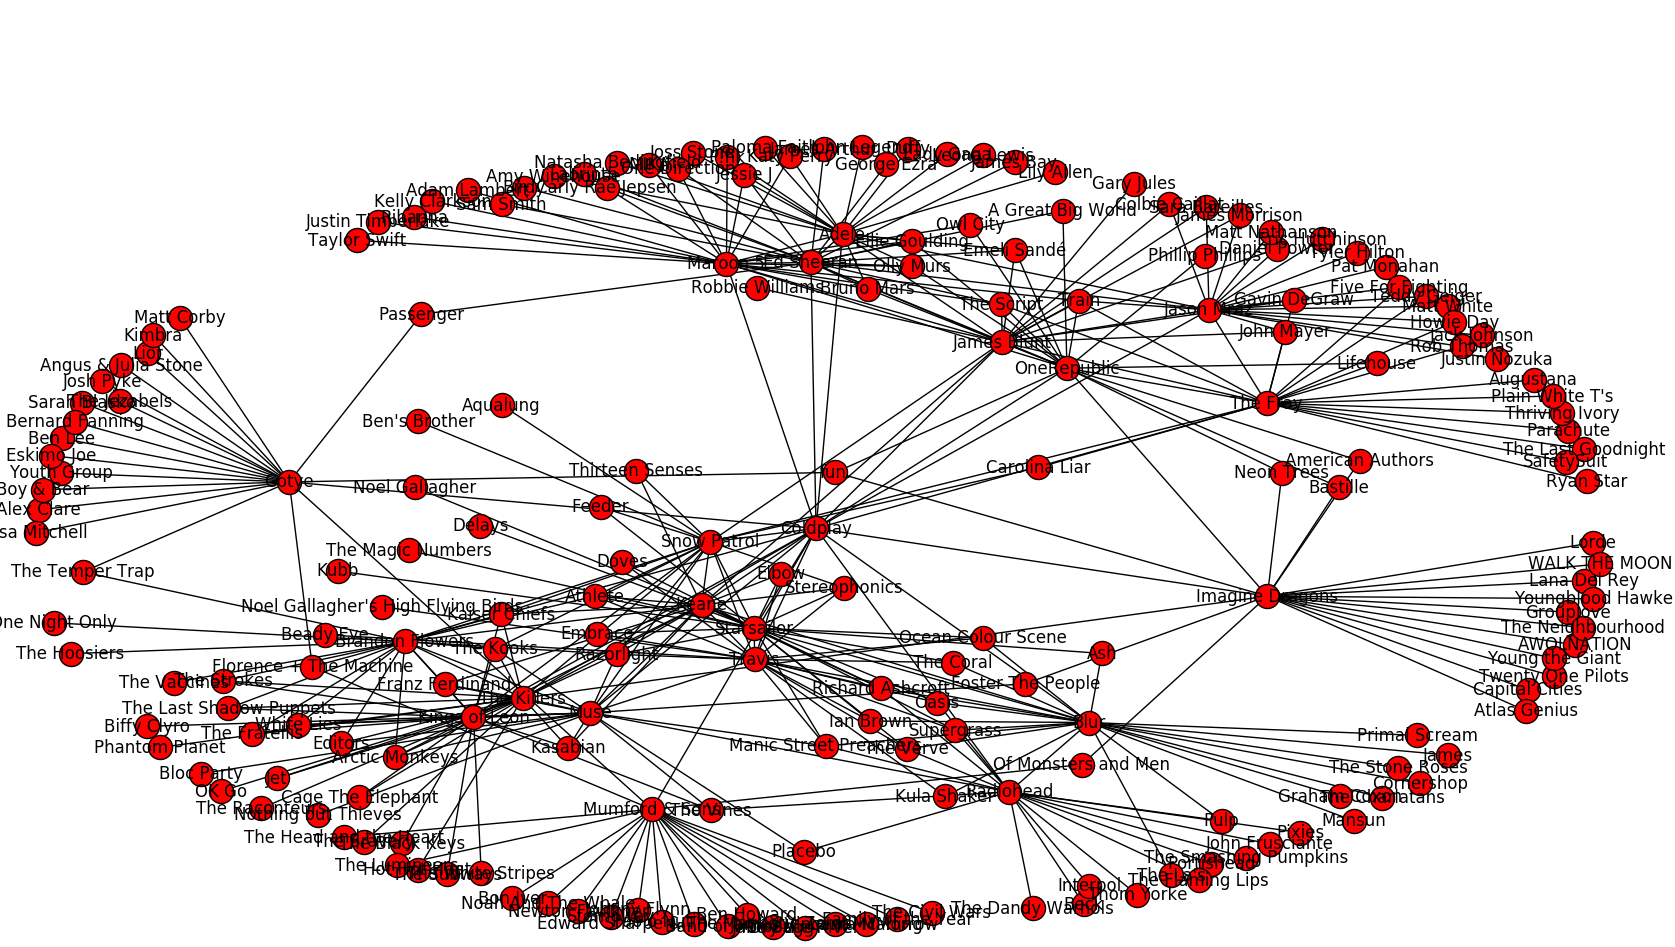 Paloma Faith
Joss Stone
Katy Perry
James Arthur
Duffy
Lady Gaga
Leona Lewis
Natasha Bedingfield
One Direction
George Ezra
James Bay
Jessie J
Lily Allen
Amy Winehouse
Carly Rae Jepsen
Gary Jules
Adam Lambert
Kelly Clarkson
Sam Smith
Colbie Caillat
Sara Bareilles
A Great Big World
James Morrison
Justin Timberlake
Rihanna
Owl City
Taylor Swift
Adele
Ellie Goulding
Matt Nathanson
Daniel Powter
Emeli Sandé
Phillip Phillips
Tyler Hilton
Ed Sheeran
Olly Murs
Pat Monahan
Robbie Williams
Bruno Mars
Five For Fighting
The Script
Train
Gavin DeGraw
Matt White
Jason Mraz
Passenger
Matt Corby
Howie Day
Kimbra
John Mayer
Jack Johnson
James Blunt
Rob Thomas
Lior
Justin Nozuka
Angus & Julia Stone
OneRepublic
Lifehouse
Josh Pyke
Augustana
Plain White T's
The Fray
Aqualung
Thriving Ivory
Bernard Fanning
Ben's Brother
Parachute
Ben Lee
The Last Goodnight
Eskimo Joe
American Authors
SafetySuit
Youth Group
Thirteen Senses
fun.
Carolina Liar
Neon Trees
Gotye
Ryan Star
Boy & Bear
Noel Gallagher
Bastille
Alex Clare
Feeder
sa Mitchell
Delays
Coldplay
Snow Patrol
Lorde
The Magic Numbers
Doves
WALK THE MOON
The Temper Trap
Kubb
Elbow
Lana Del Rey
Stereophonics
Athlete
Imagine Dragons
Youngblood Hawke
Noel Gallagher's High Flying Birds
Keane
Grouplove
Kaiser Chiefs
One Night Only
Starsailor
The Neighbourhood
Beady Eye
Brandon Flowers
Embrace
Ocean Colour Scene
AWOLNATION
The Kooks
The Hoosiers
Razorlight
Travis
Ash
Young the Giant
Florence + The Machine
The Coral
Twenty One Pilots
The Vaccines
The Strokes
Franz Ferdinand
Richard Ashcroft
Foster The People
Capital Cities
The Killers
Oasis
The Last Shadow Puppets
Atlas Genius
Kings of Leon
Muse
Biffy Clyro
White Lies
Ian Brown
Blur
The Fratellis
Supergrass
Primal Scream
Phantom Planet
Editors
Kasabian
Manic Street Preachers
The Verve
Arctic Monkeys
James
Of Monsters and Men
The Stone Roses
Bloc Party
Jet
Cornershop
OK Go
Cage The Elephant
Kula Shaker
Radiohead
Graham Coxon
The Charlatans
The Raconteurs
Nothing but Thieves
Mumford & Sons
The Vines
Pulp
Mansun
Pixies
The Head and the Heart
The Black Keys
John Frusciante
Placebo
The Smashing Pumpkins
The Lumineers
Portishead
The White Stripes
The La's
The Flaming Lips
Interpol
Thom Yorke
Bon Iver
Noah And The Whale
Beck
The Dandy Warhols
The Civil Wars
Ben Howard